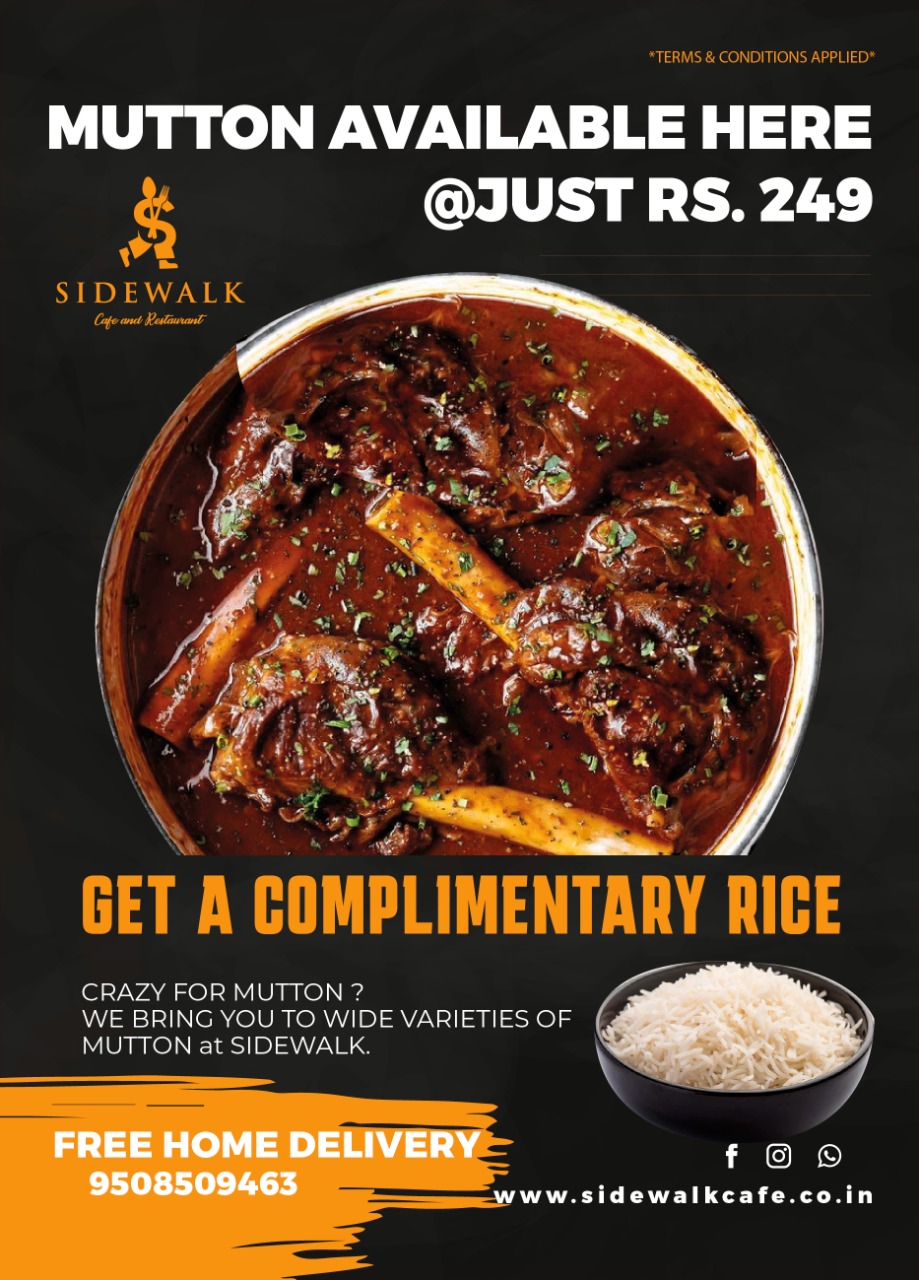 *TERMS & CONDITIONS APPLIED*
MUTTON AVAILABLE HERE
@JUST RS. 249
SIDEWALK
Cafe and Restaurant
GET A COMPLIMENTARY RICE
CRAZY FOR MUTTON ?
WE BRING YOU TO WIDE VARIETIES OF
MUTTON at SIDEWALK.
FREE HOME DELIVERY
9508509463
www.sidewalkcafe.co.in